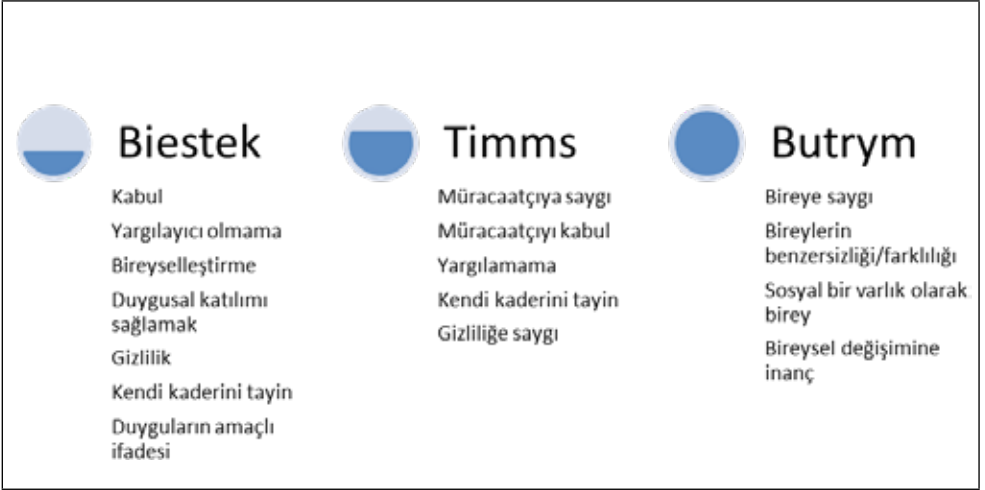 Biestek
Kabul
Yargılayıcı olmama
Bireyselleştirme
Duygusal katılımı
sağlamak
Gizlilik
Kendi kaderini tayin
Duyguların amaçlı
ifadesi
Timms
Müracaatçıya saygı
Müracaatçıyı kabul
Yargılamama
Kendi kaderini tayin
Gizliliğe saygı
Butrym
Bireye saygı
Bireylerin
benzersizliği/farklılığı
Sosyal bir varlık olarak
birey
Bireysel değişimine
inanç